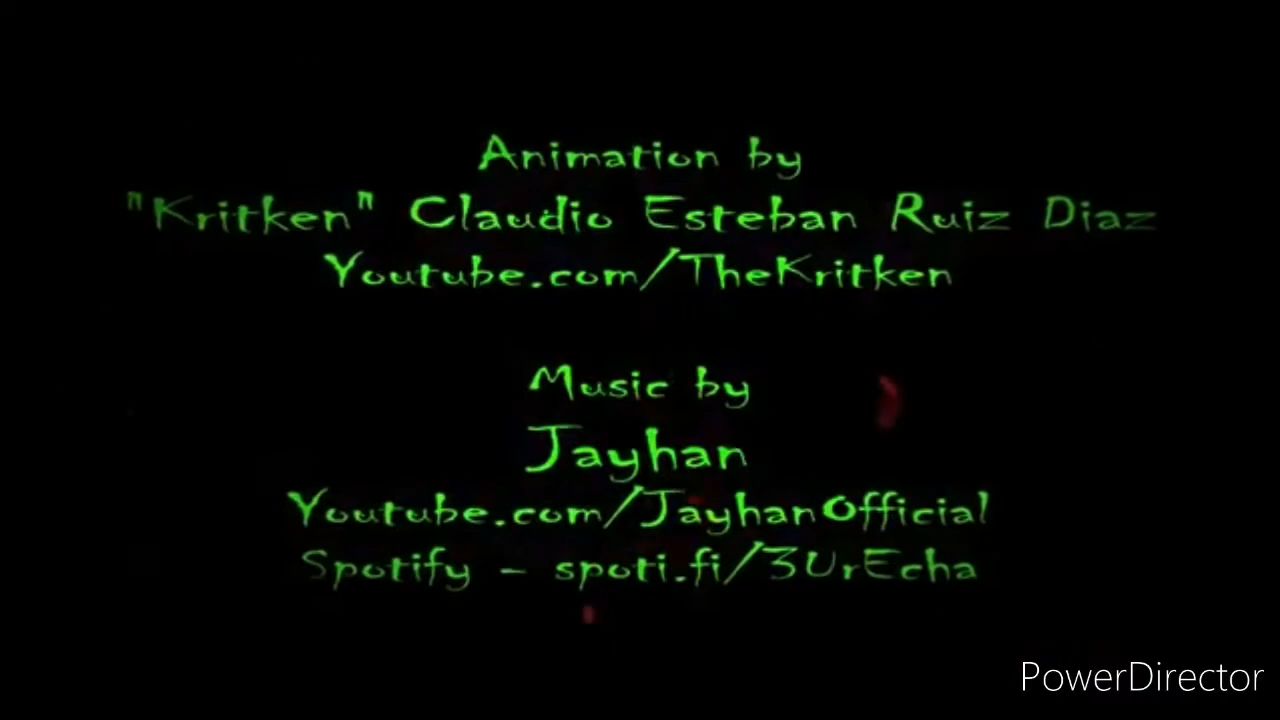 Animation by
"Kritken" Claudio Esteban Ruiz Diaz
Youtube.com/TheKritken
Music by
Jayhan
Youtube.com/JayhanOfficial
Spotify - spoti.fi/3UrEcha
PowerDirector